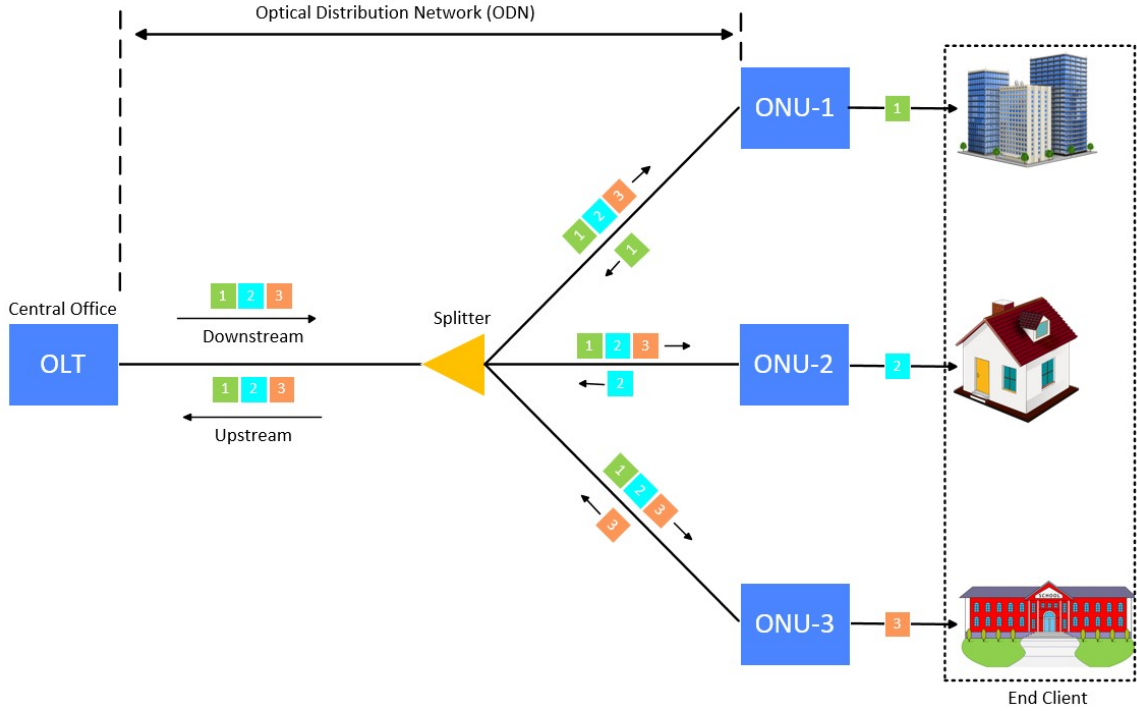 Optical Distribution Network (ODN)
ONU-1
1
1 2 3
1
Central Office
OLT
1 2 3
Downstream
Splitter
1 2 3
ONU-2
2
1 2 3
Upstream
2
1 2 3
3
ONU-3
3
SCHOOL
End Client